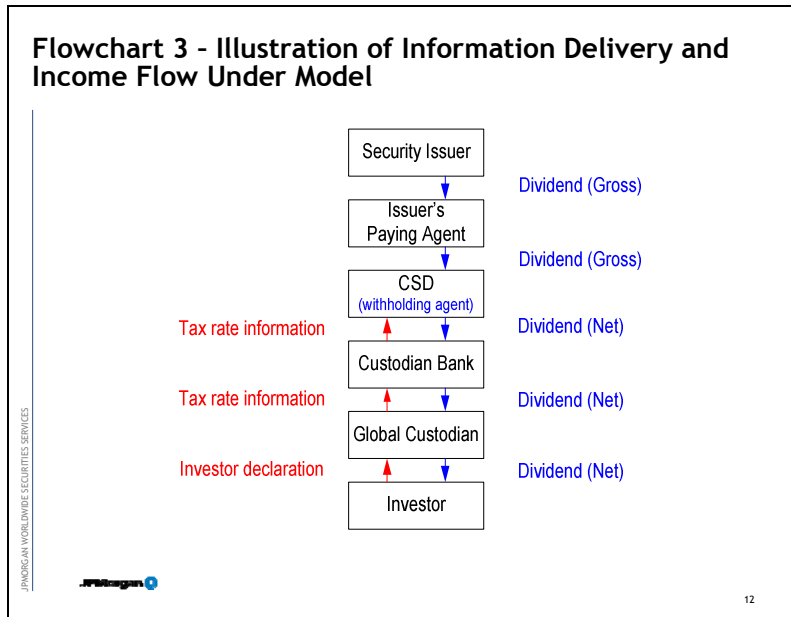 Flowchart 3 – Illustration of Information Delivery and
Income Flow Under Model
Security Issuer
Dividend (Gross)
Issuer's
Paying Agent
Dividend (Gross)
CSD
(withholding agent)
Tax rate information
Dividend (Net)
Custodian Bank
Tax rate information
Dividend (Net)
Global Custodian
Investor declaration
Dividend (Net)
Investor
JPMORGAN WORLDWIDE SECURITIES SERVICES
JPMorgan
12